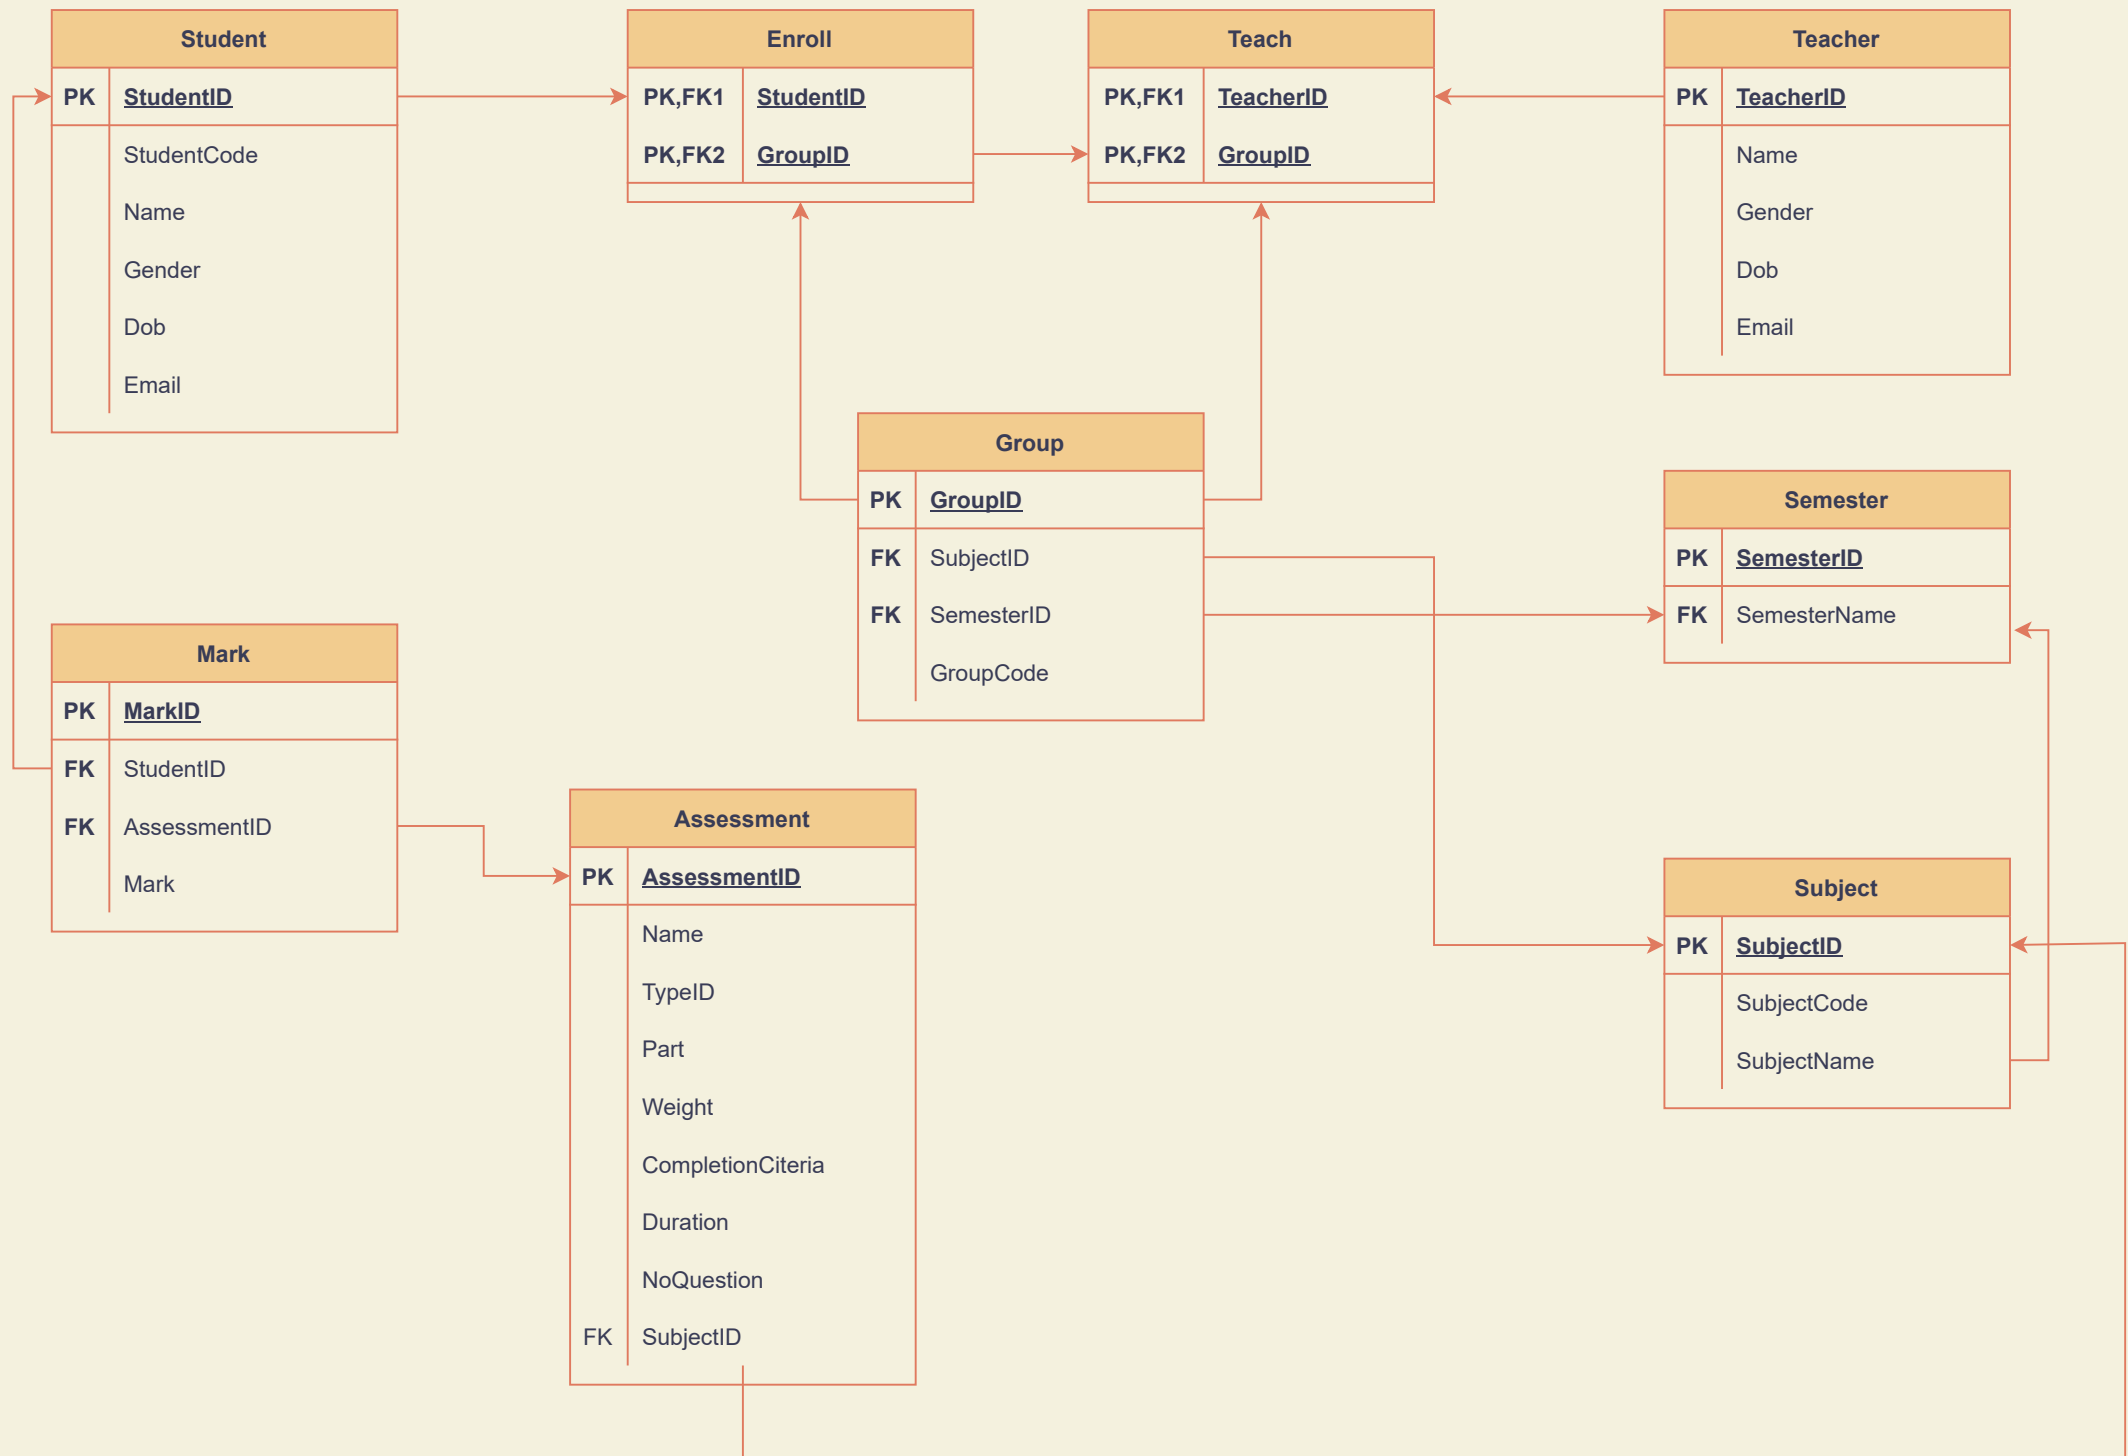 Student
PK StudentID
StudentCode
Name
Gender
Dob
Email
Enroll
PK,FK1 StudentID
PK,FK2 GroupID
Teach
PK,FK1 TeacherID
PK,FK2 GroupID
Teacher
PK TeacherID
Name
Gender
Dob
Email
Group
PK GroupID
FK SubjectID
FK SemesterID
GroupCode
Semester
PK SemesterID
FK SemesterName
Mark
PK MarkID
FK StudentID
FK AssessmentID
Mark
Assessment
PK AssessmentID
Name
TypeID
Part
Weight
CompletionCiteria
Duration
NoQuestion
FK SubjectID
Subject
PK SubjectID
SubjectCode
SubjectName